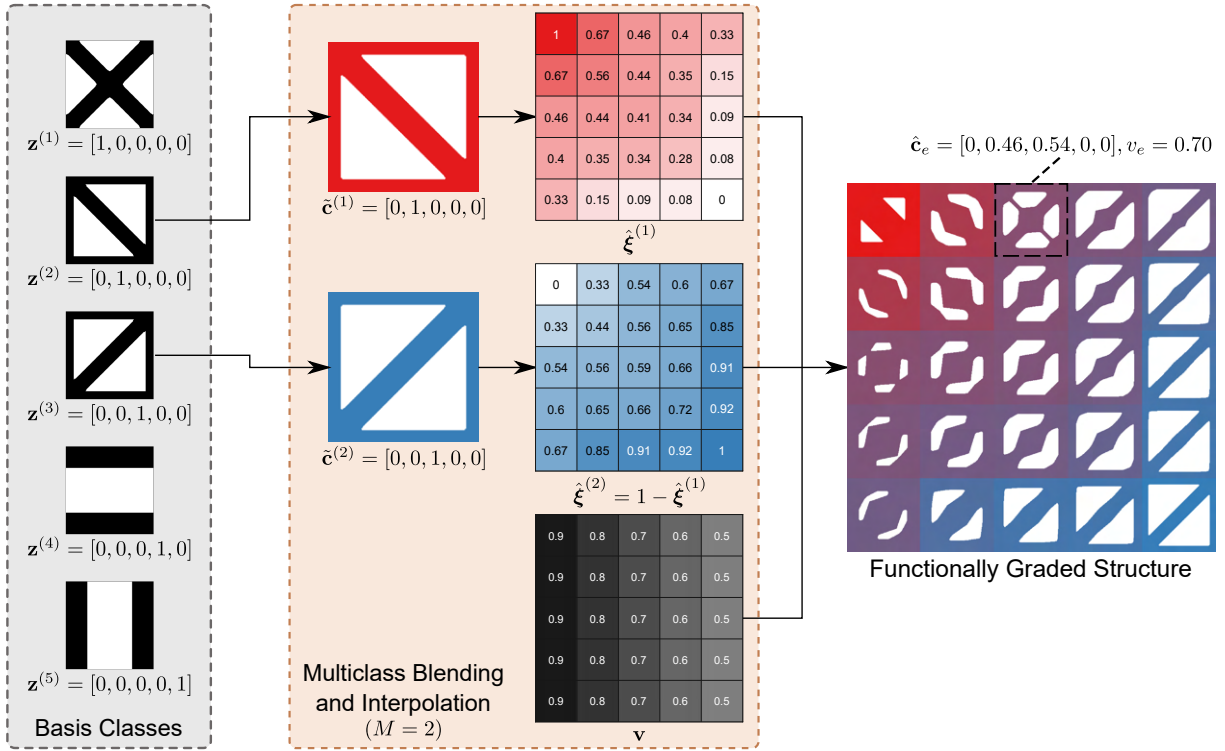 z^(1) = [1, 0, 0, 0, 0]
z^(2) = [0, 1, 0, 0, 0]
z^(3) = [0, 0, 1, 0, 0]
z^(4) = [0, 0, 0, 1, 0]
z^(5) = [0, 0, 0, 0, 1]
Basis Classes
c̃^(1) = [0, 1, 0, 0, 0]
c̃^(2) = [0, 0, 1, 0, 0]
Multiclass Blending
and Interpolation
(M = 2)
1 0.67 0.46 0.4 0.33
0.67 0.56 0.44 0.35 0.15
0.46 0.44 0.41 0.34 0.09
0.4 0.35 0.34 0.28 0.08
0.33 0.15 0.09 0.08 0
ξ̂^(1)
0 0.33 0.54 0.6 0.67
0.33 0.44 0.56 0.65 0.85
0.54 0.56 0.59 0.66 0.91
0.6 0.65 0.66 0.72 0.92
0.67 0.85 0.91 0.92 1
ξ̂^(2) = 1 − ξ̂^(1)
0.9 0.8 0.7 0.6 0.5
0.9 0.8 0.7 0.6 0.5
0.9 0.8 0.7 0.6 0.5
0.9 0.8 0.7 0.6 0.5
0.9 0.8 0.7 0.6 0.5
v
ĉ_e = [0, 0.46, 0.54, 0, 0], v_e = 0.70
Functionally Graded Structure